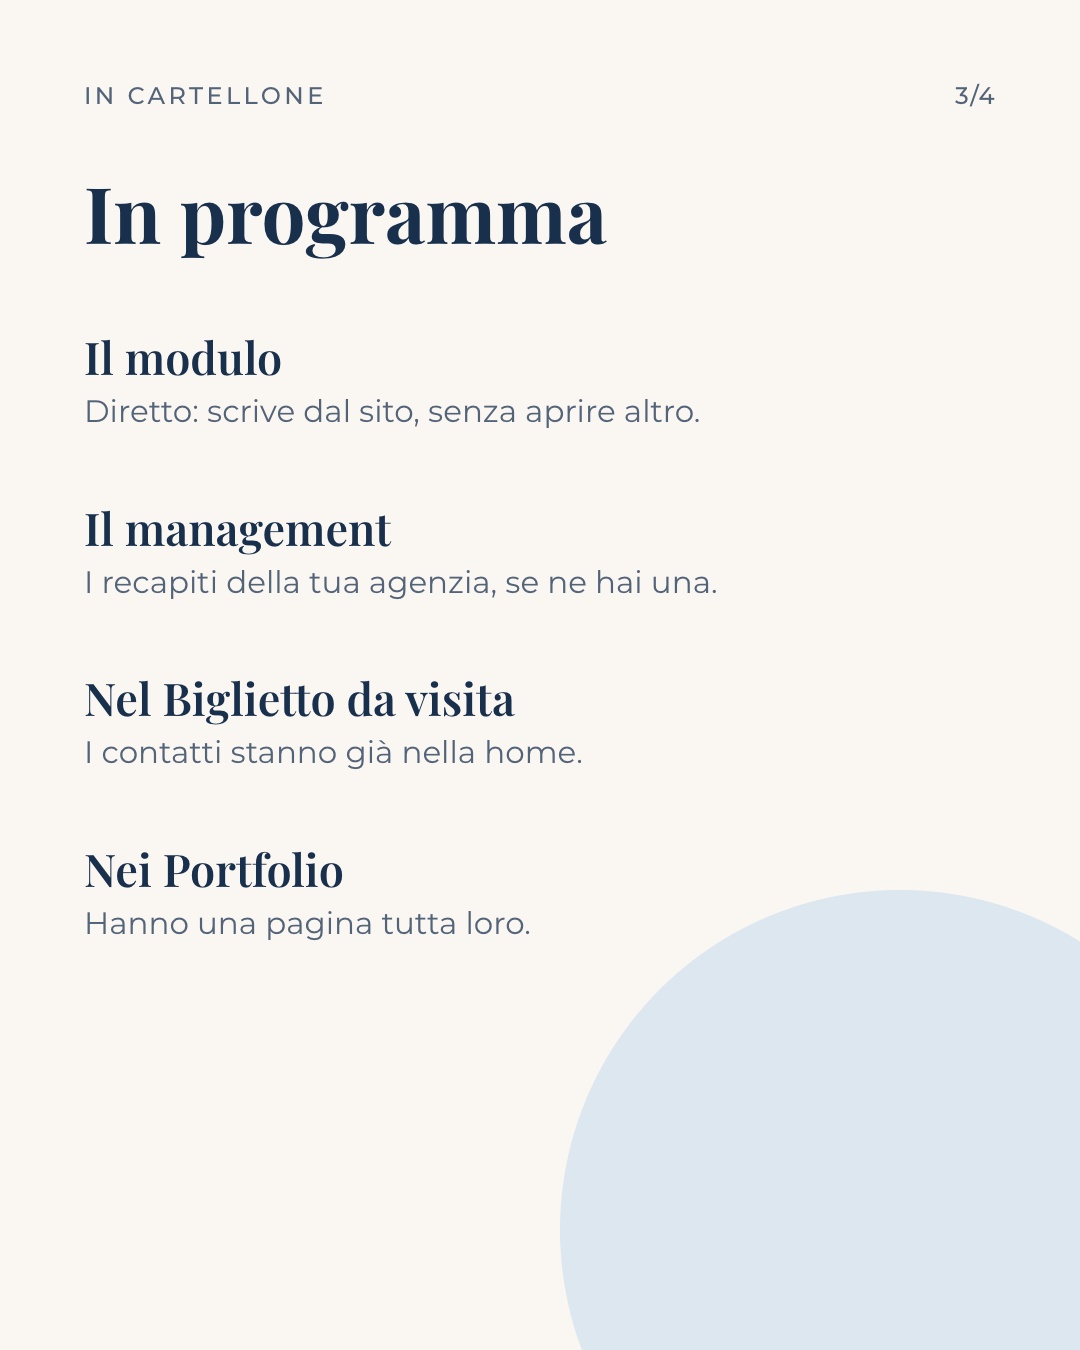 IN CARTELLONE
3/4
In programma
Il modulo
Diretto: scrive dal sito, senza aprire altro.
Il management
I recapiti della tua agenzia, se ne hai una.
Nel Biglietto da visita
I contatti stanno già nella home.
Nei Portfolio
Hanno una pagina tutta loro.